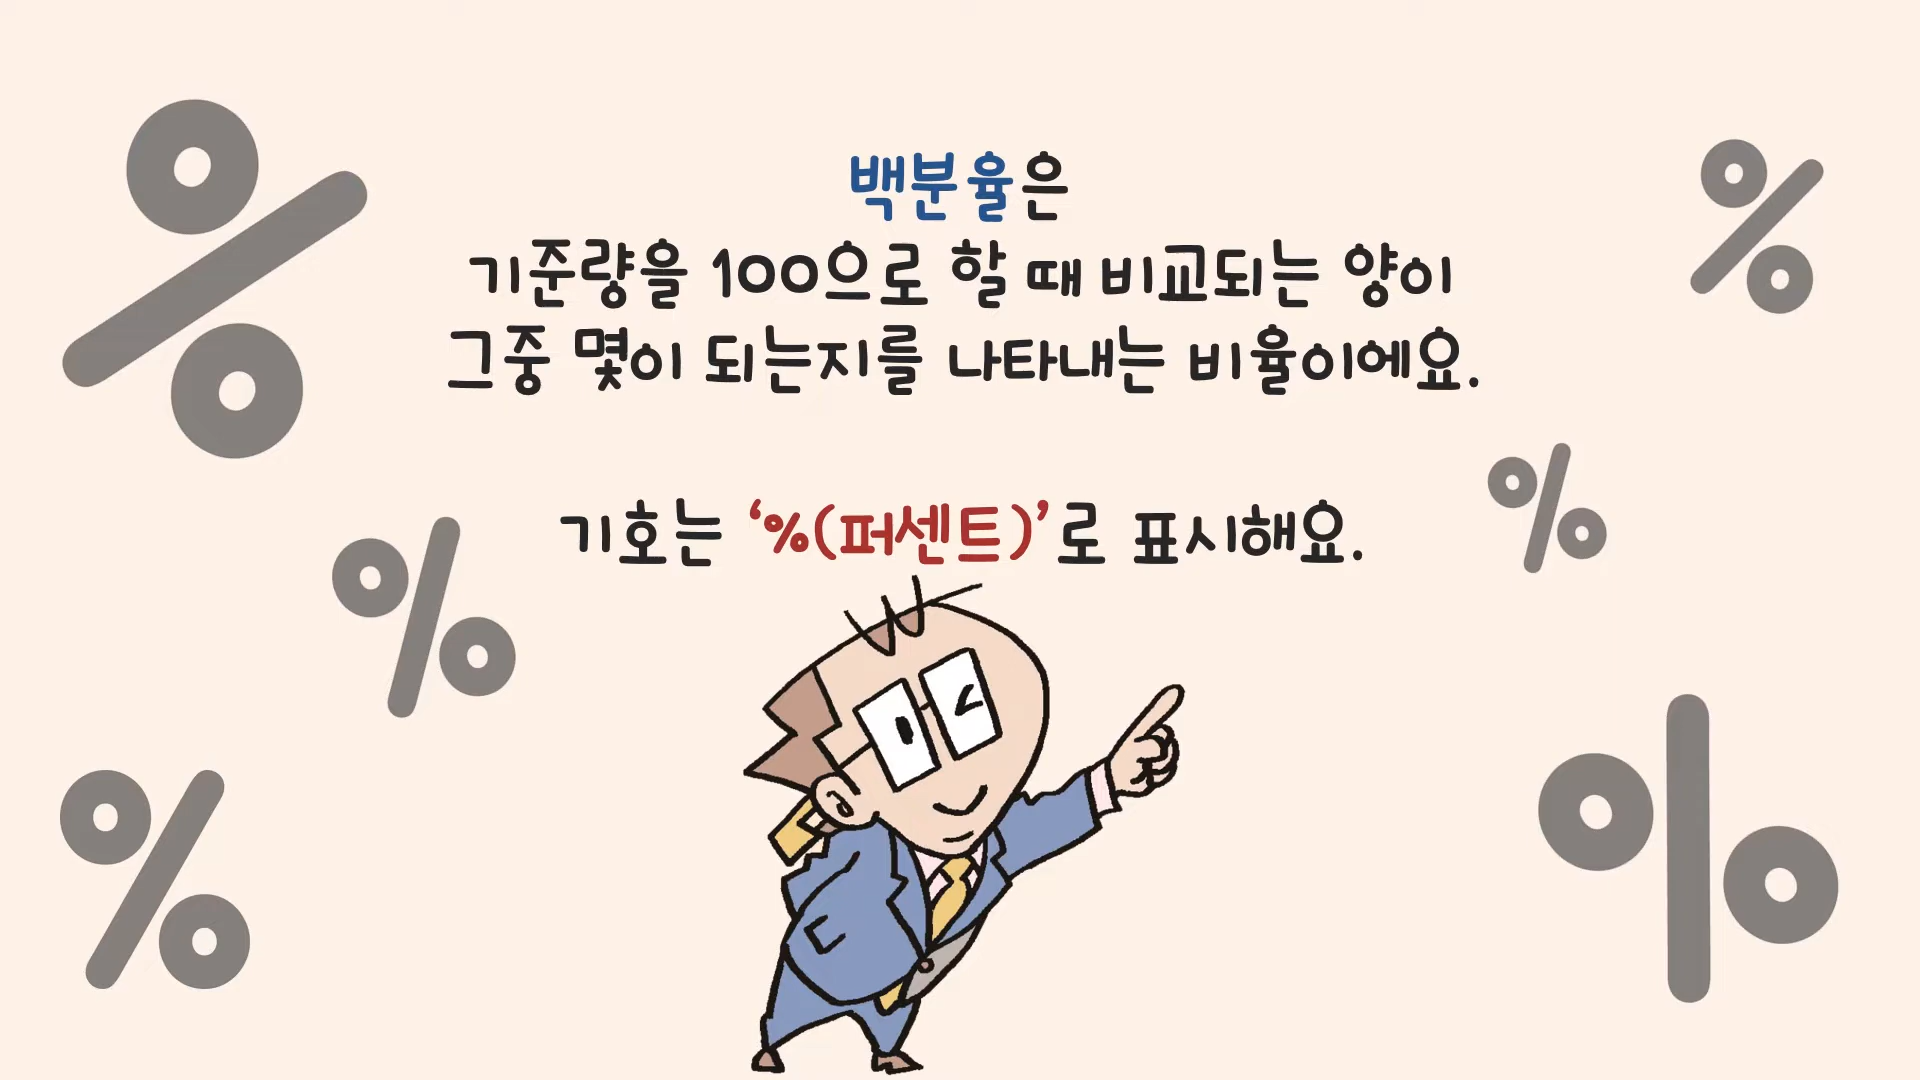 백분율은
기준량을 100으로 할 때 비교되는 양이
그중 몇이 되는지를 나타내는 비율이에요.
기호는 ‘%(퍼센트)’로 표시해요.
%
%
%
%
%
%